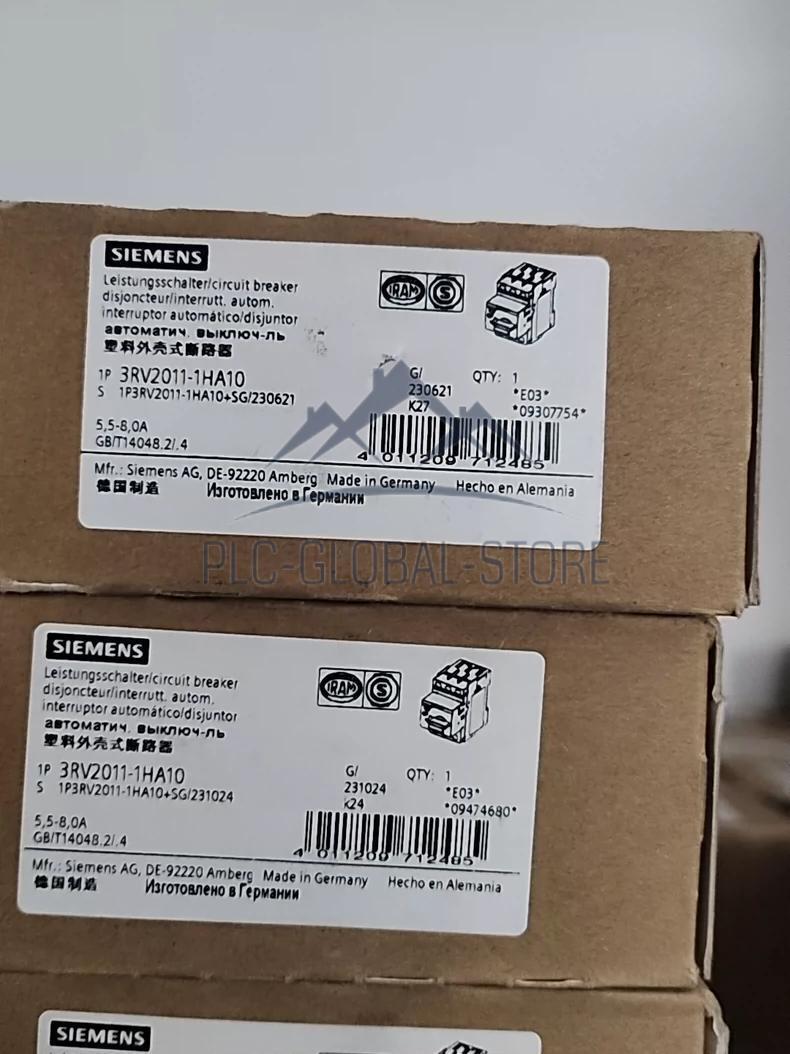 SIEMENS
Leistungsschalter/circuit breaker
disjoncteur/interrutt. autom.
interruptor automático/disjuntor
автоматич. выключ-ль
塑料外壳式断路器
IRAM S
1P 3RV2011-1HA10
S 1P3RV2011-1HA10+SG/230621
G/
230621
K27
QTY: 1
*E03*
*09307754*
5,5-8,0A
GB/T14048.2/.4
4 011209 712485
Mfr.: Siemens AG, DE-92220 Amberg Made in Germany Hecho en Alemania
德国制造 Изготовлено в Германии
PLC-GLOBAL-STORE
SIEMENS
Leistungsschalter/circuit breaker
disjoncteur/interrutt. autom.
interruptor automático/disjuntor
автоматич. выключ-ль
塑料外壳式断路器
IRAM S
1P 3RV2011-1HA10
S 1P3RV2011-1HA10+SG/231024
G/
231024
K24
QTY: 1
*E03*
*09474680*
5,5-8,0A
GB/T14048.2/.4
4 011209 712485
Mfr.: Siemens AG, DE-92220 Amberg Made in Germany Hecho en Alemania
德国制造 Изготовлено в Германии
SIEMENS